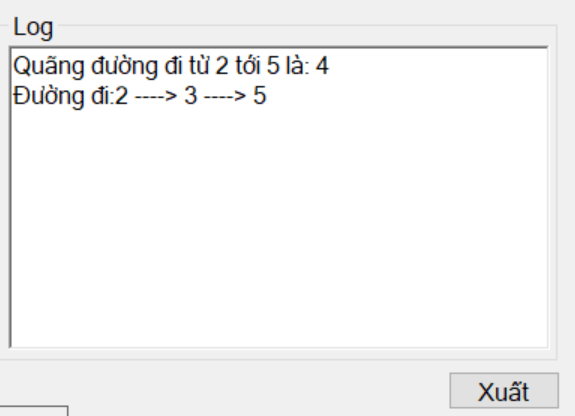 Log
Quãng đường đi từ 2 tới 5 là: 4
Đường đi:2 ----> 3 ----> 5
Xuất